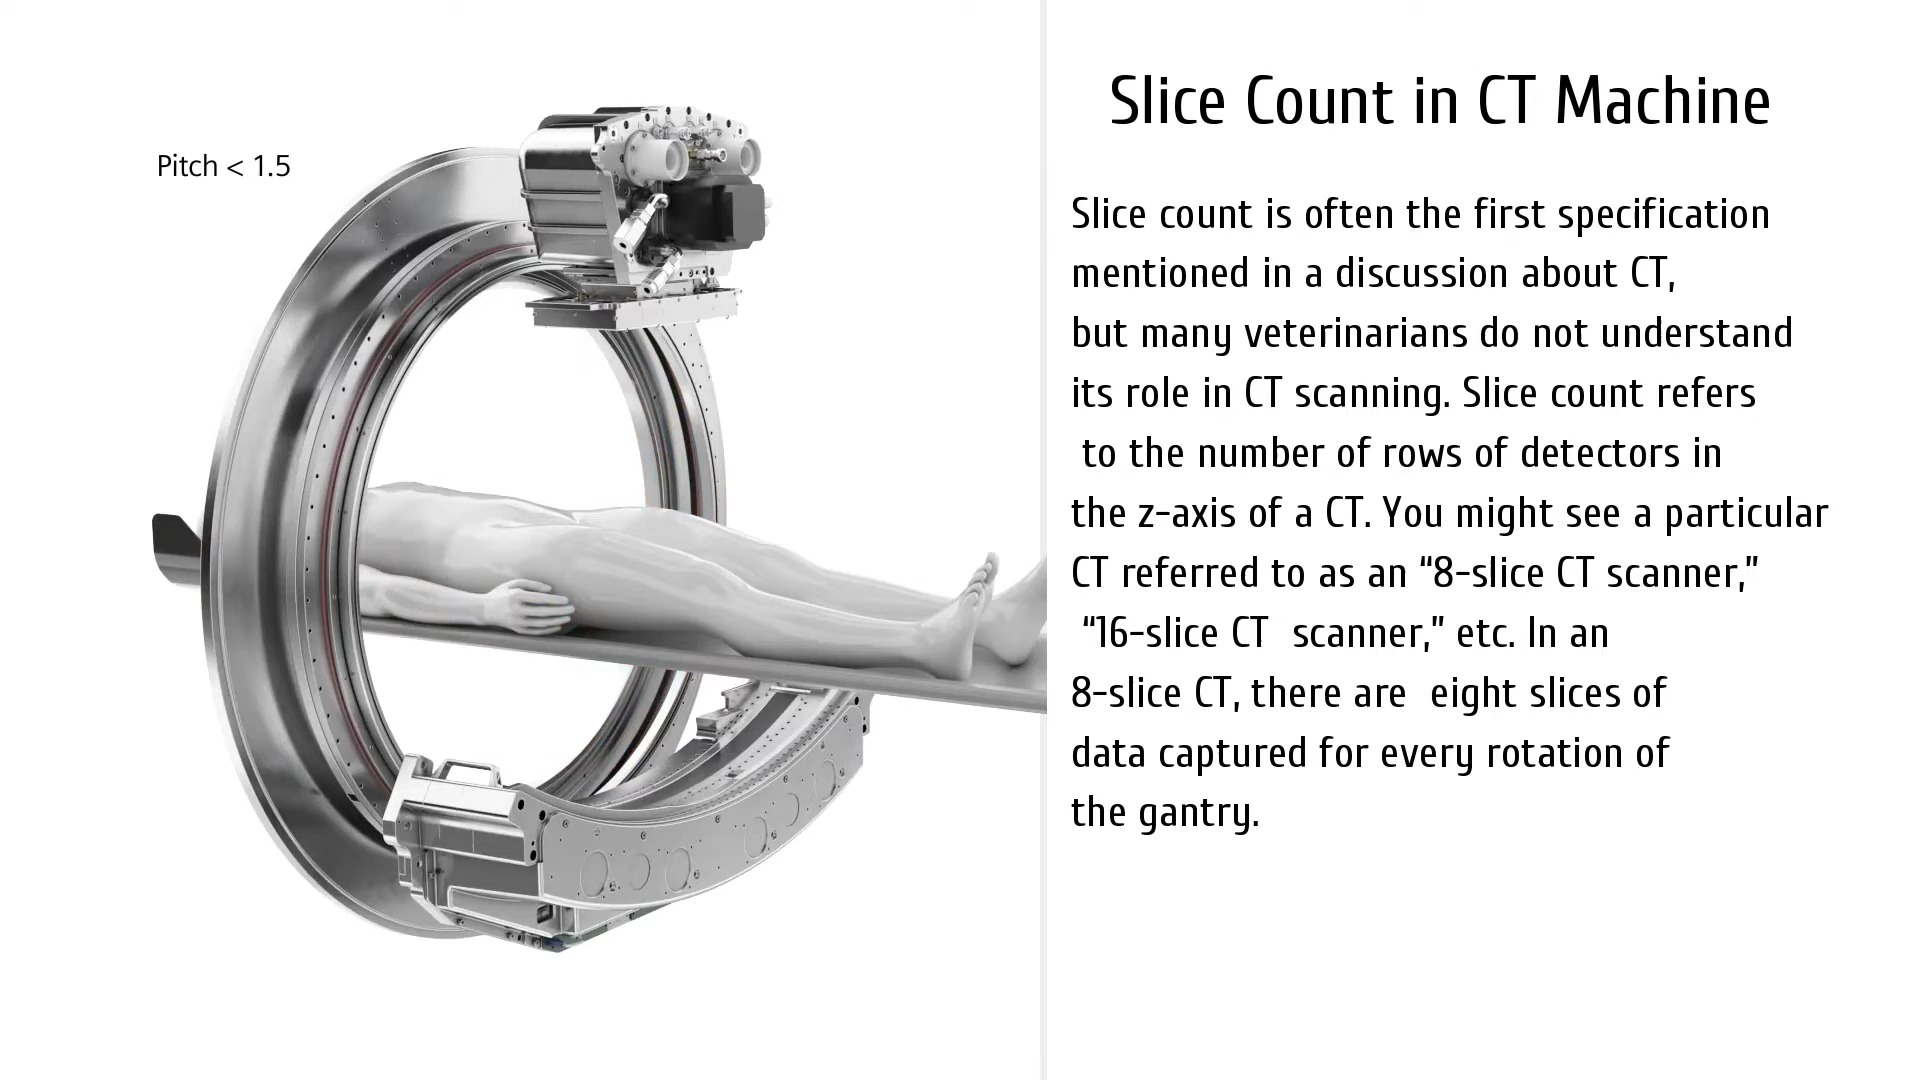 Pitch < 1.5
Slice Count in CT Machine
Slice count is often the first specification
mentioned in a discussion about CT,
but many veterinarians do not understand
its role in CT scanning. Slice count refers
to the number of rows of detectors in
the z-axis of a CT. You might see a particular
CT referred to as an “8-slice CT scanner,”
“16-slice CT  scanner,” etc. In an
8-slice CT, there are  eight slices of
data captured for every rotation of
the gantry.